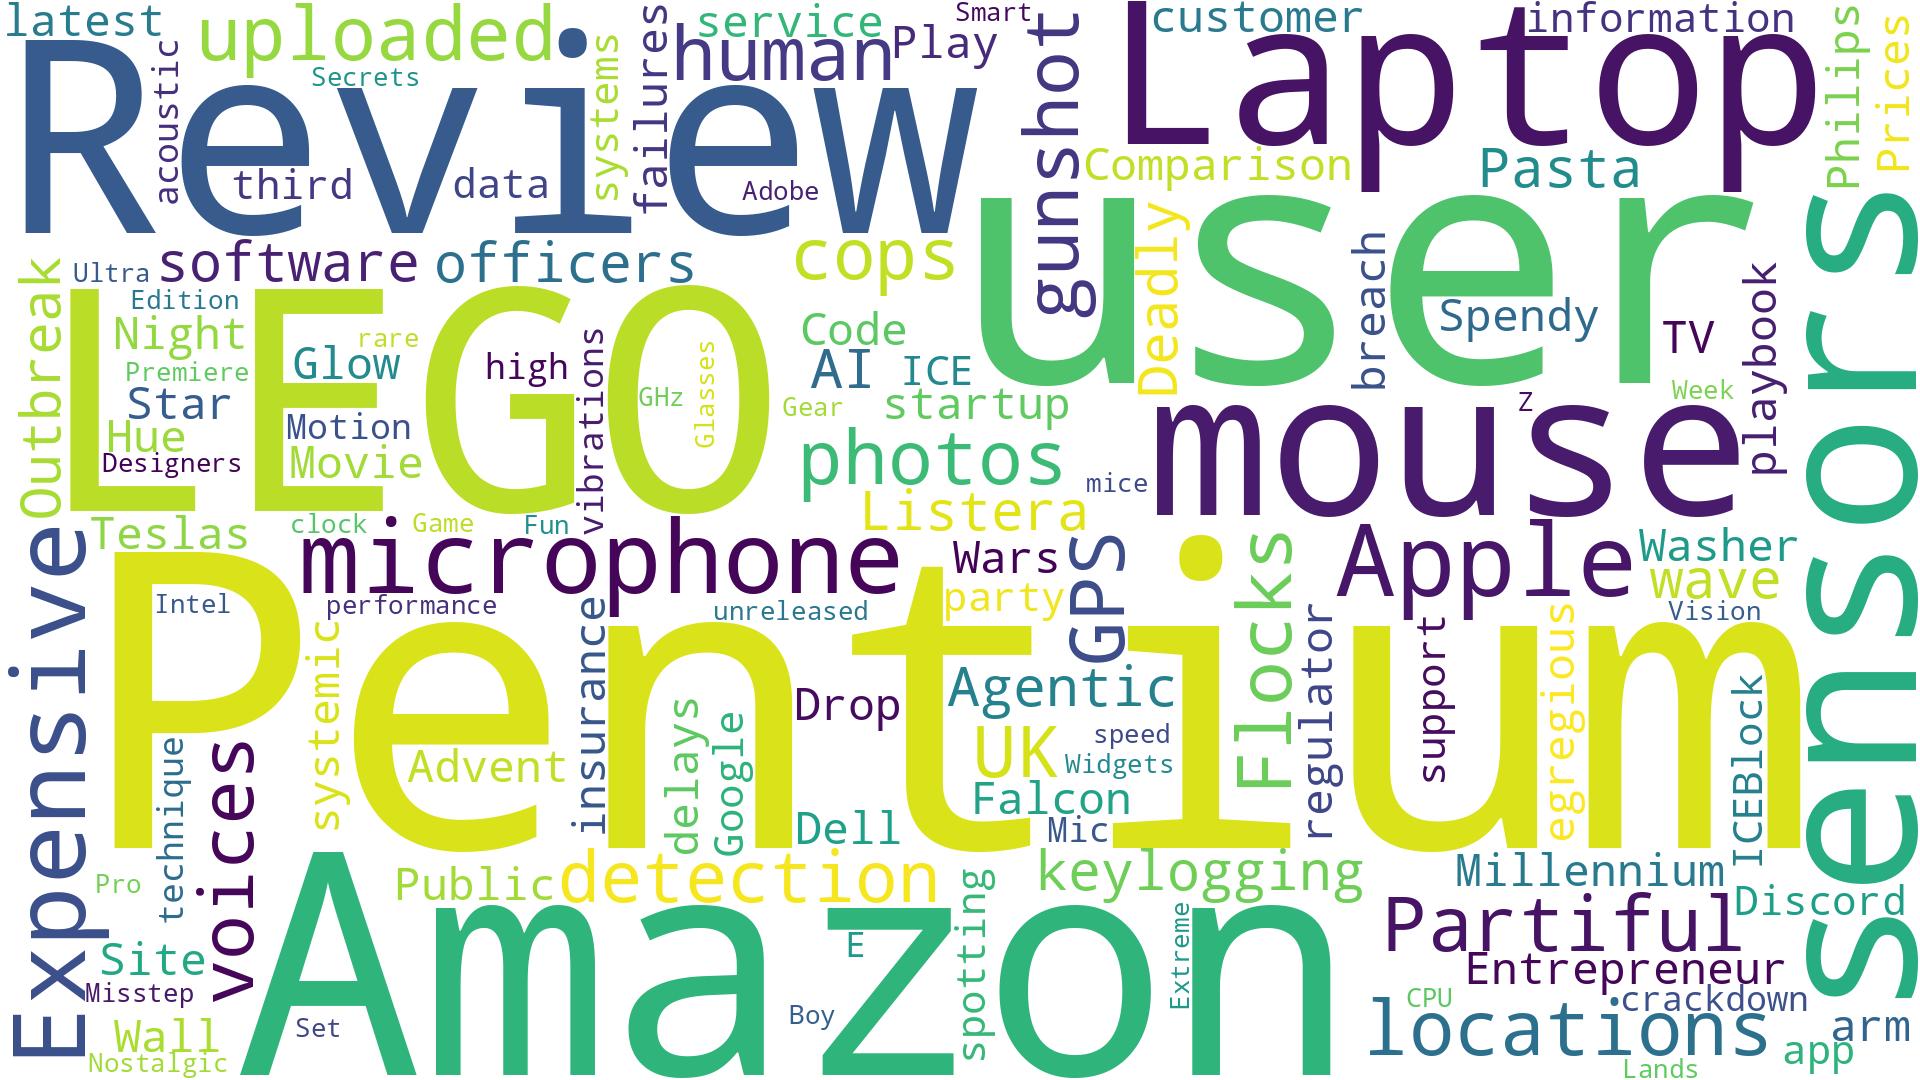 latest
uploaded
service
Smart
customer
information
Review
acoustic
Secrets
systems
failures
human
Play
gunshot
Laptop
Philips
Prices
third
data
Adobe
Comparison
Pasta
user
sensors
Ultra
software
officers
cops
Deadly
breach
Spendy
TV
playbook
Outbreak
Edition
Night
LEGO
rare
Glow
high
vibrations
Glasses
Code
AI
ICE
Premiere
Star
GHz
Gear
startup
Z
Week
Hue
Motion
Movie
Designers
photos
mice
mouse
Listera
Teslas
clock
Game
Fun
microphone
Wars
GPS
Flocks
Apple
Washer
wave
Expensive
Intel
performance
unreleased
party
Vision
Pentium
systemic
insurance
delays
Google
Drop
Agentic
UK
speed
Widgets
regulator
support
egregious
ICEBlock
Advent
technique
voices
Dell
Falcon
Mic
Pro
Public
detection
keylogging
Millennium
Discord
spotting
Extreme
Partiful
Amazon
E
Site
Misstep
Entrepreneur
CPU
crackdown
Set
Boy
Wall
locations
arm
Nostalgic
app
Lands